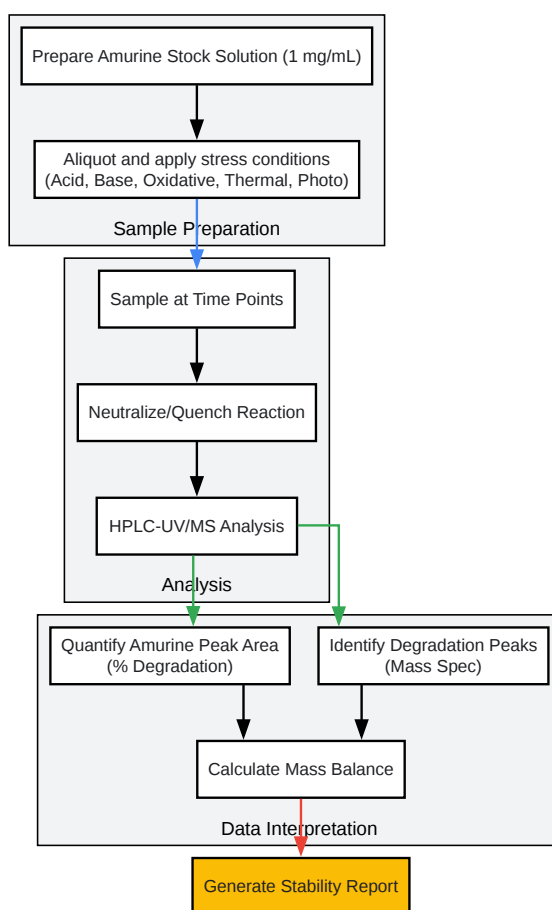 Prepare Amurine Stock Solution (1 mg/mL)
Aliquot and apply stress conditions
(Acid, Base, Oxidative, Thermal, Photo)
Sample Preparation
Sample at Time Points
Neutralize/Quench Reaction
HPLC-UV/MS Analysis
Analysis
Quantify Amurine Peak Area
(% Degradation)
Identify Degradation Peaks
(Mass Spec)
Calculate Mass Balance
Data Interpretation
Generate Stability Report